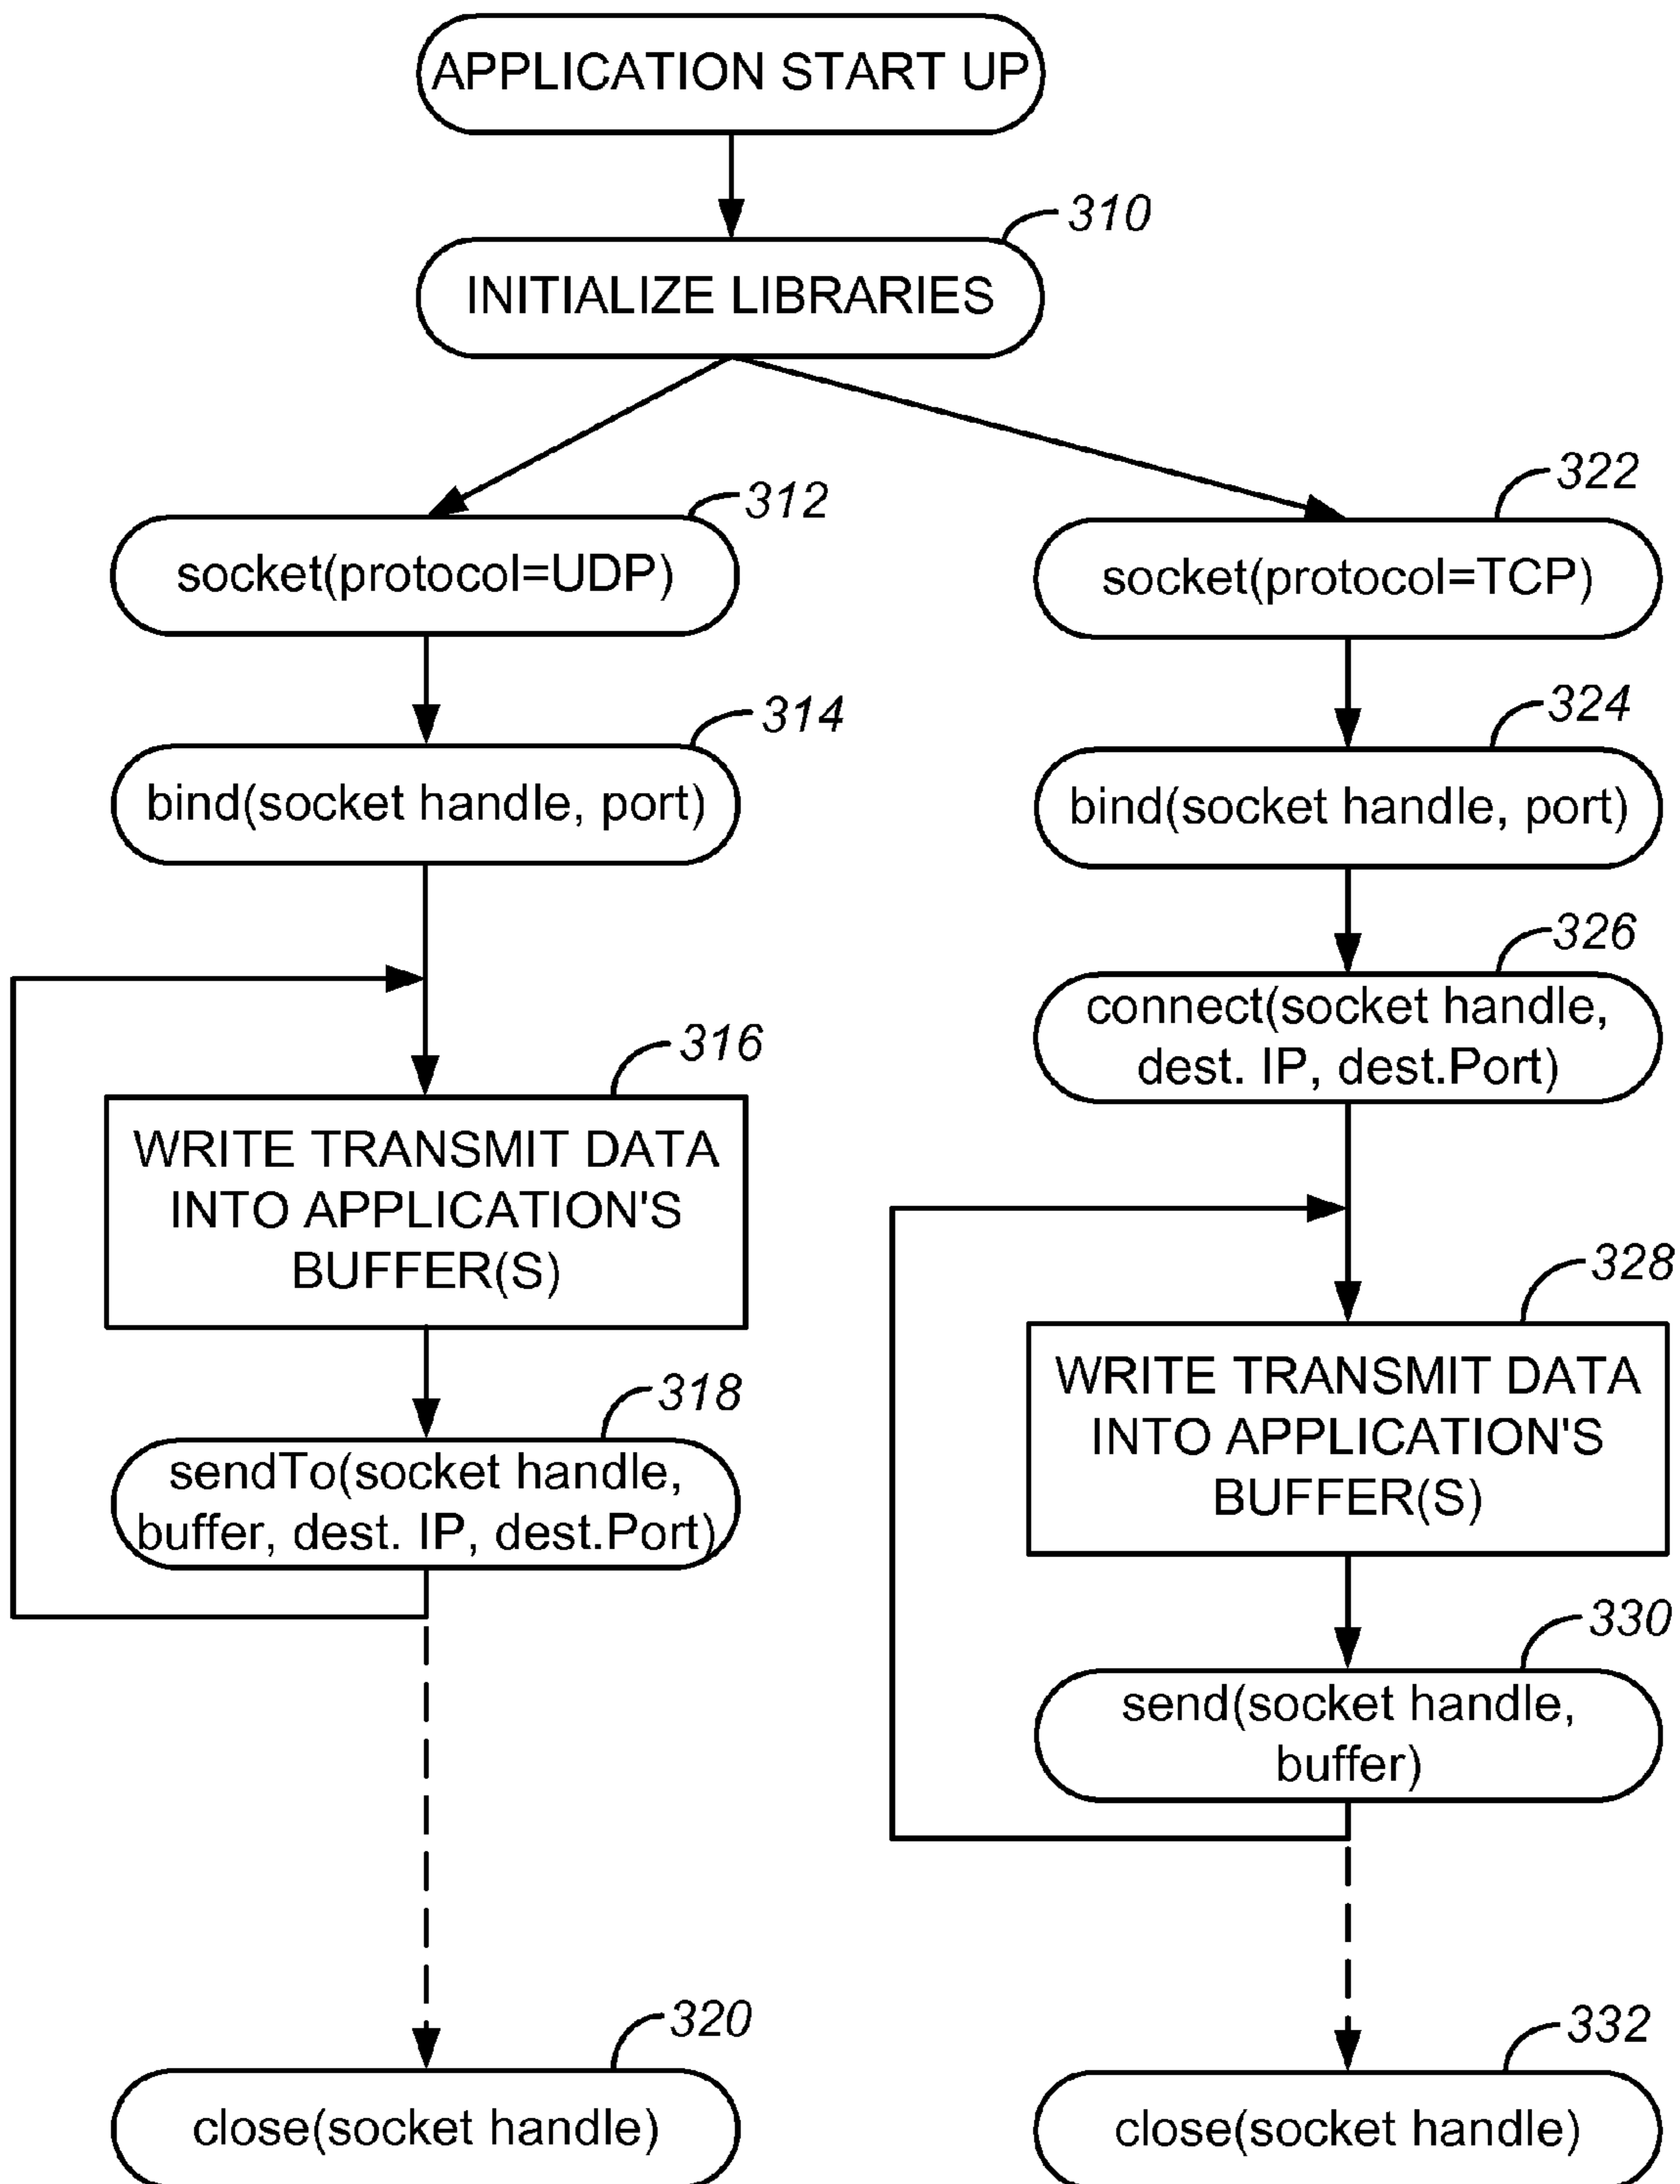 APPLICATION START UP
310
INITIALIZE LIBRARIES
312
socket(protocol=UDP)
314
bind(socket handle, port)
316
WRITE TRANSMIT DATA
INTO APPLICATION'S
BUFFER(S)
318
sendTo(socket handle,
buffer, dest. IP, dest.Port)
320
close(socket handle)
322
socket(protocol=TCP)
324
bind(socket handle, port)
326
connect(socket handle,
dest. IP, dest.Port)
328
WRITE TRANSMIT DATA
INTO APPLICATION'S
BUFFER(S)
330
send(socket handle,
buffer)
332
close(socket handle)